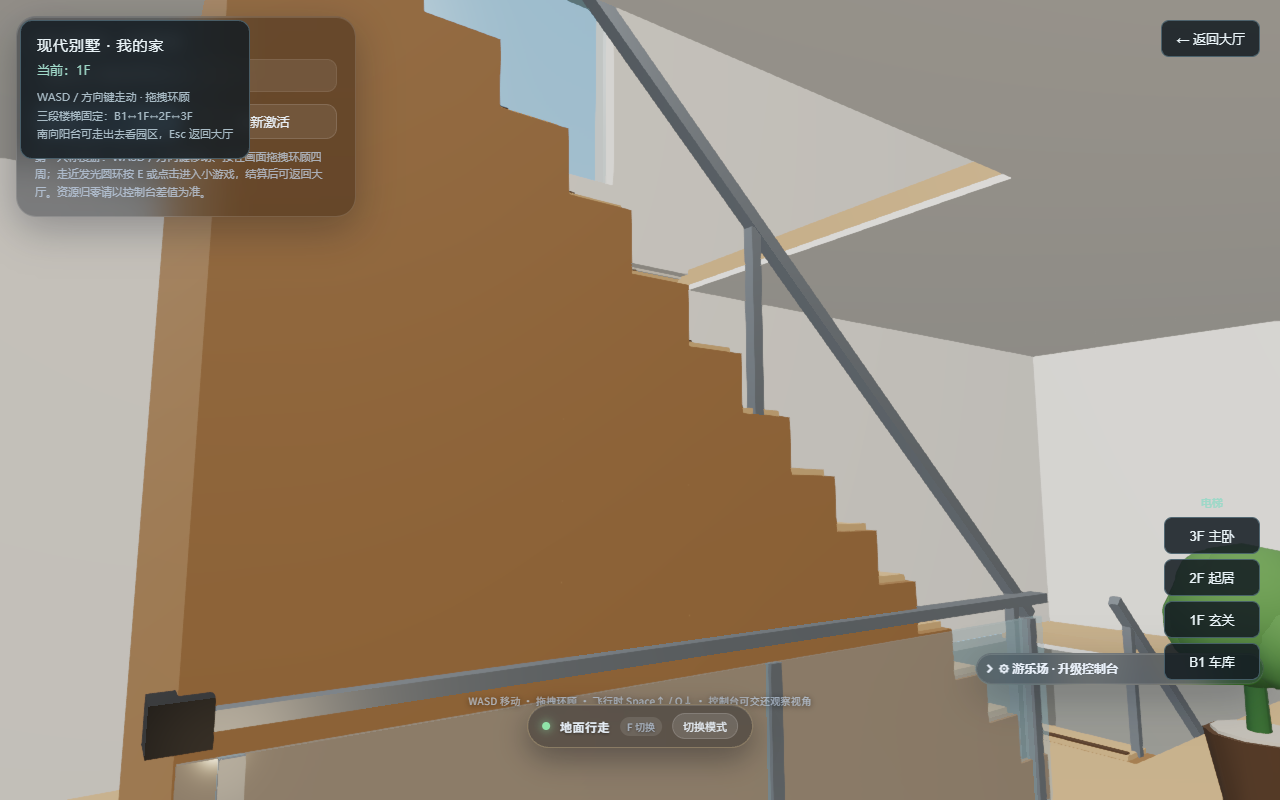 现代别墅 · 我的家
当前：1F
WASD / 方向键走动 · 拖拽环顾
三段楼梯固定：B1↔1F↔2F↔3F
南向阳台可走出去看园区，Esc 返回大厅
新激活
周；走近发光圆环按 E 或点击进入小游戏，结算后可返回大
厅。资源归零请以控制台差值为准。
← 返回大厅
电梯
3F 主卧
2F 起居
1F 玄关
B1 车库
⚙ 游乐场 · 升级控制台
WASD 移动 · 拖拽环顾 · 飞行时 Space↑ / Q↓ · 控制台可交还观察视角
地面行走
F 切换
切换模式